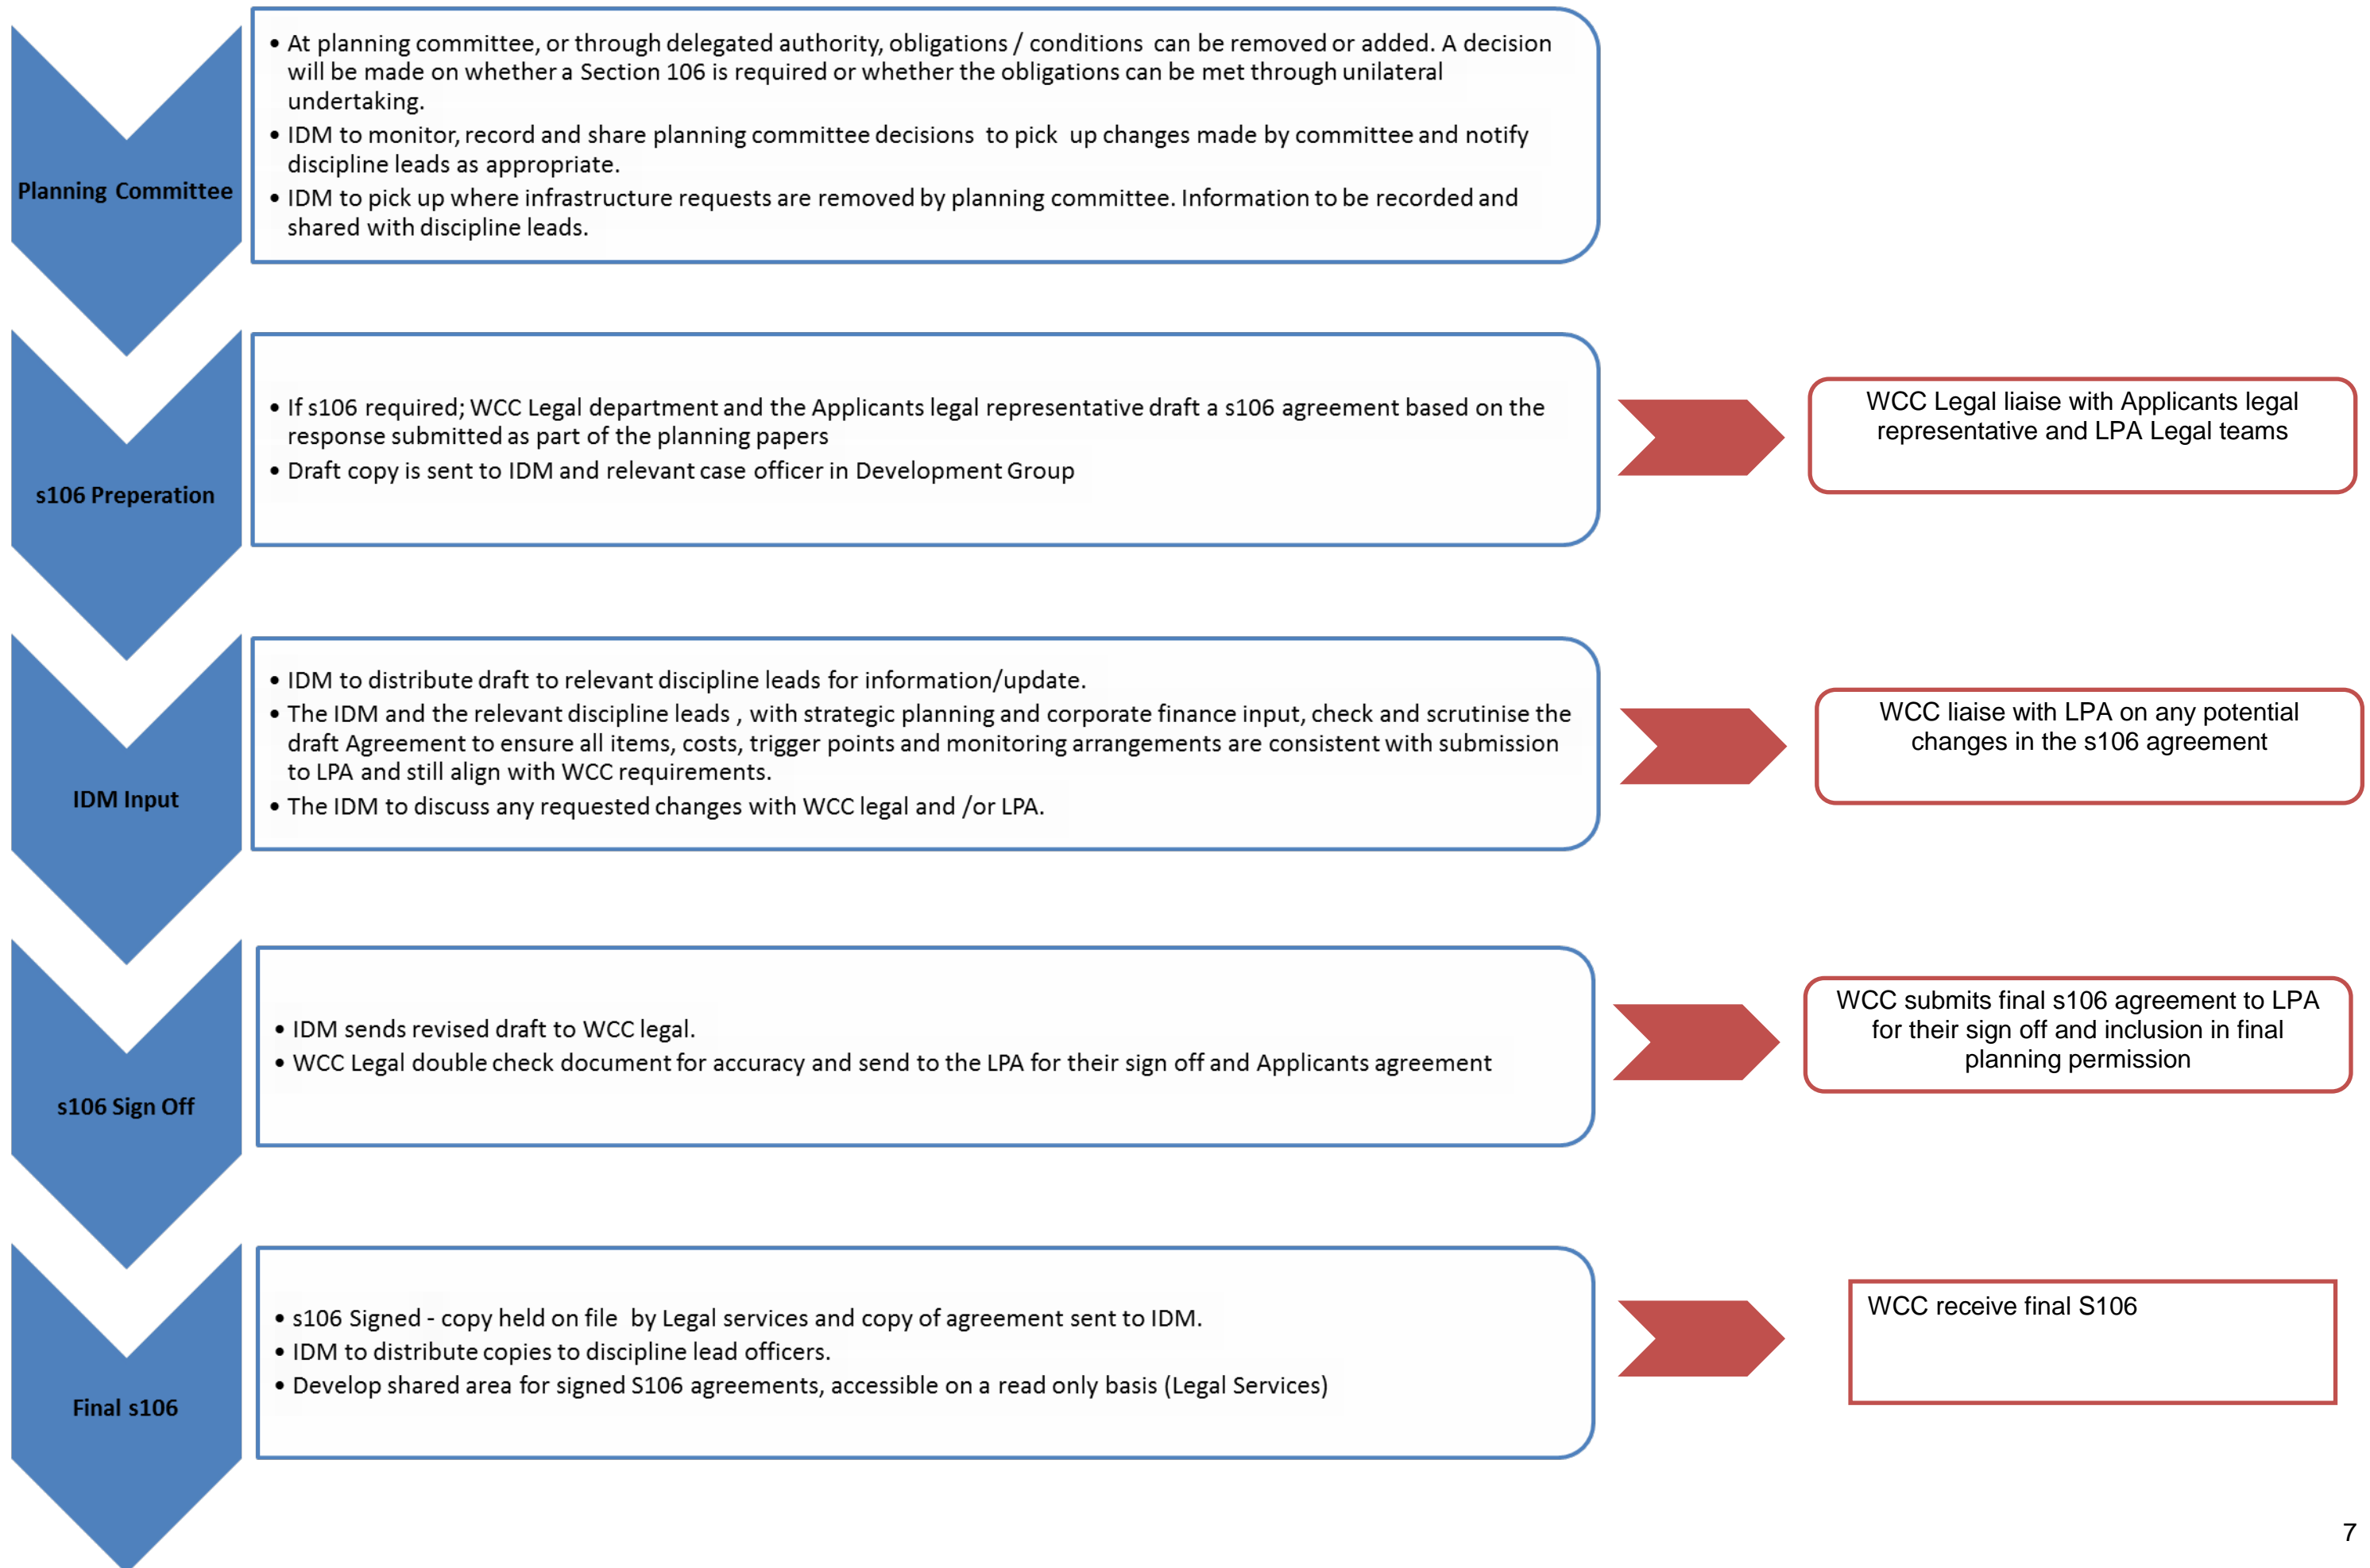 Planning Committee
• At planning committee, or through delegated authority, obligations / conditions can be removed or added. A decision
will be made on whether a Section 106 is required or whether the obligations can be met through unilateral
undertaking.
• IDM to monitor, record and share planning committee decisions to pick up changes made by committee and notify
discipline leads as appropriate.
• IDM to pick up where infrastructure requests are removed by planning committee. Information to be recorded and
shared with discipline leads.
s106 Preperation
• If s106 required; WCC Legal department and the Applicants legal representative draft a s106 agreement based on the
response submitted as part of the planning papers
• Draft copy is sent to IDM and relevant case officer in Development Group
WCC Legal liaise with Applicants legal
representative and LPA Legal teams
IDM Input
• IDM to distribute draft to relevant discipline leads for information/update.
• The IDM and the relevant discipline leads , with strategic planning and corporate finance input, check and scrutinise the
draft Agreement to ensure all items, costs, trigger points and monitoring arrangements are consistent with submission
to LPA and still align with WCC requirements.
• The IDM to discuss any requested changes with WCC legal and /or LPA.
WCC liaise with LPA on any potential
changes in the s106 agreement
s106 Sign Off
• IDM sends revised draft to WCC legal.
• WCC Legal double check document for accuracy and send to the LPA for their sign off and Applicants agreement
WCC submits final s106 agreement to LPA
for their sign off and inclusion in final
planning permission
Final s106
• s106 Signed - copy held on file by Legal services and copy of agreement sent to IDM.
• IDM to distribute copies to discipline lead officers.
• Develop shared area for signed S106 agreements, accessible on a read only basis (Legal Services)
WCC receive final S106
7